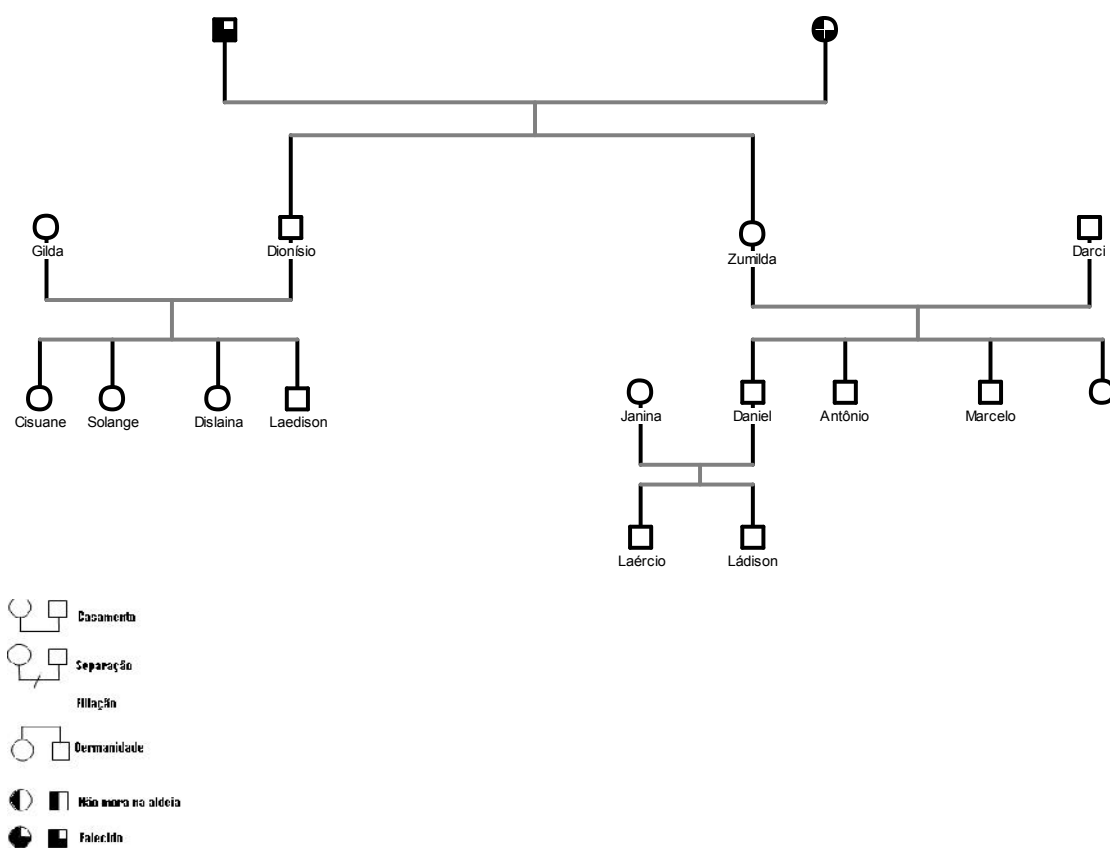 Gilda
Dionísio
Zumilda
Darci
Cisuane
Solange
Dislaina
Laedison
Janina
Daniel
Antônio
Marcelo
Laércio
Ládison
Casamento
Separação
Filiação
Germanidade
Não mora na aldeia
Falecido